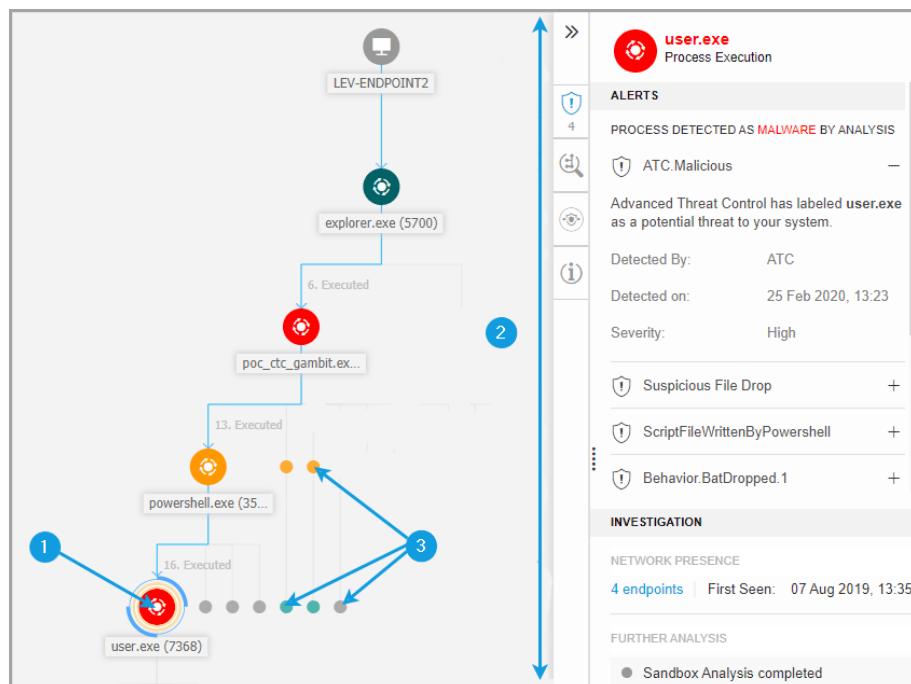 LEV-ENDPOINT2
explorer.exe (5700)
6. Executed
poc_ctc_gambit.ex...
13. Executed
powershell.exe (35...
16. Executed
user.exe (7368)
1
2
3
4
user.exe
Process Execution
ALERTS
PROCESS DETECTED AS MALWARE BY ANALYSIS
ATC.Malicious
Advanced Threat Control has labeled user.exe
as a potential threat to your system.
Detected By: ATC
Detected on: 25 Feb 2020, 13:23
Severity: High
Suspicious File Drop
ScriptFileWrittenByPowershell
Behavior.BatDropped.1
INVESTIGATION
NETWORK PRESENCE
4 endpoints First Seen: 07 Aug 2019, 13:35
FURTHER ANALYSIS
Sandbox Analysis completed